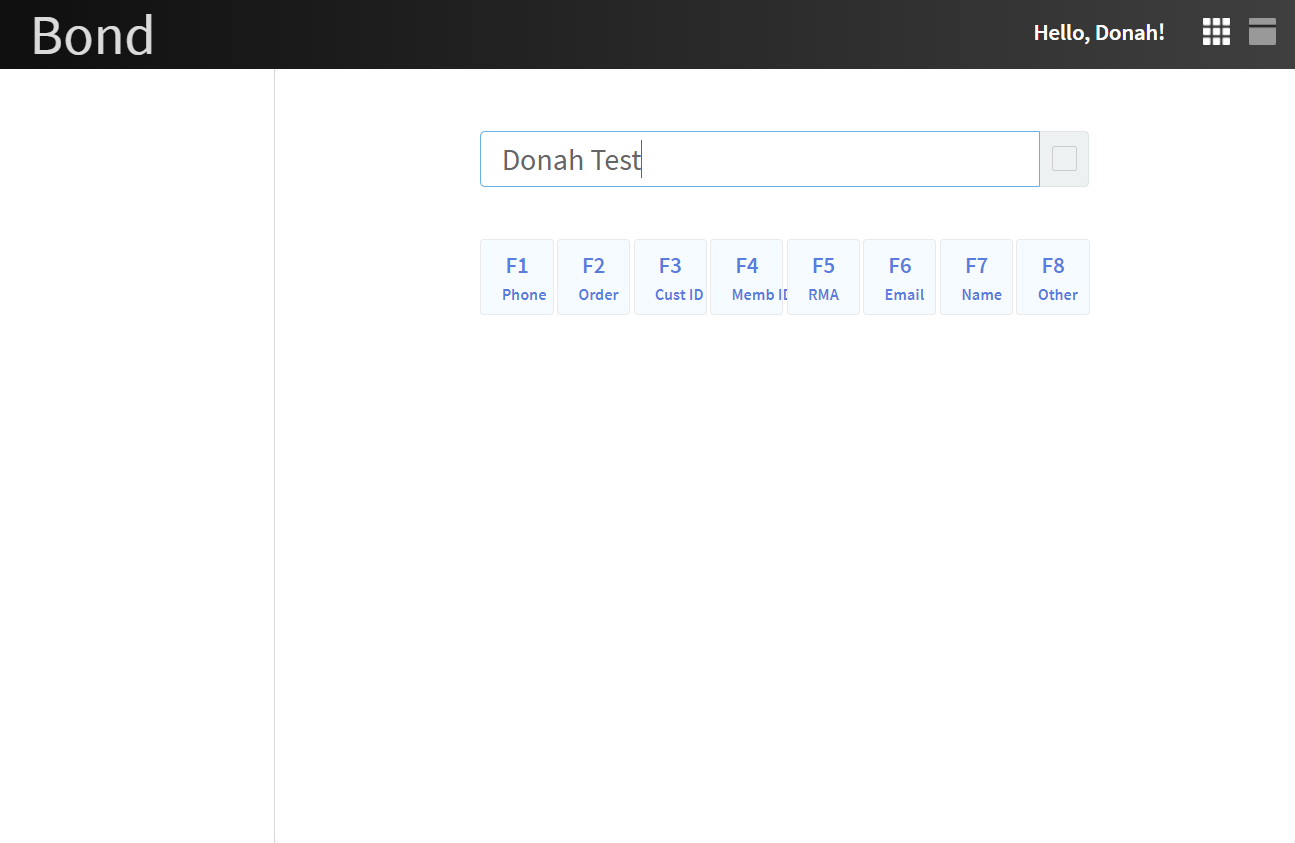 Bond
Hello, Donah!
Donah Test
F1 F2 F3 F4 F5 F6 F7 F8
Phone Order Cust ID Memb ID RMA Email Name Other